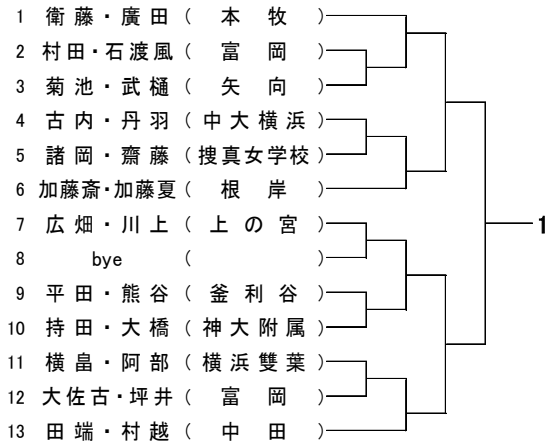 1 衛藤・廣田 ( 本牧 )
2 村田・石渡風 ( 富岡 )
3 菊池・武樋 ( 矢向 )
4 古内・丹羽 ( 中大横浜 )
5 諸岡・齋藤 ( 捜真女学校 )
6 加藤斎・加藤夏 ( 根岸 )
7 広畑・川上 ( 上の宮 )
8 bye ( )
9 平田・熊谷 ( 釜利谷 )
10 持田・大橋 ( 神大附属 )
11 横畠・阿部 ( 横浜雙葉 )
12 大佐古・坪井 ( 富岡 )
13 田端・村越 ( 中田 )
1